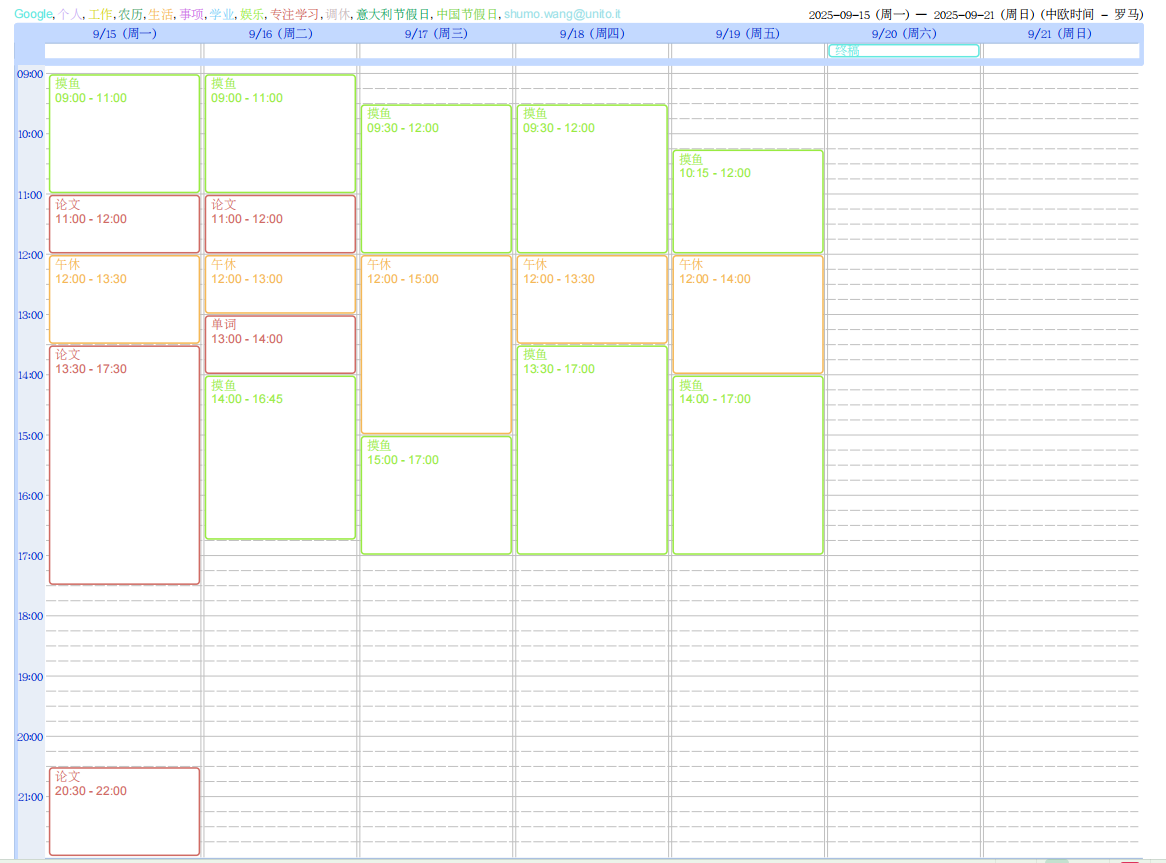 Google, 个人, 工作, 农历, 生活, 事项, 学业, 娱乐, 专注学习, 调休, 意大利节假日, 中国节假日, shumo.wang@unito.it
2025-09-15 (周一) — 2025-09-21 (周日) (中欧时间 - 罗马)
9/15 (周一) 9/16 (周二) 9/17 (周三) 9/18 (周四) 9/19 (周五) 9/20 (周六) 9/21 (周日)
终稿
09:00
摸鱼
09:00 - 11:00
摸鱼
09:00 - 11:00
摸鱼
09:30 - 12:00
摸鱼
09:30 - 12:00
10:00
摸鱼
10:15 - 12:00
11:00
论文
11:00 - 12:00
论文
11:00 - 12:00
12:00
午休
12:00 - 13:30
午休
12:00 - 13:00
午休
12:00 - 15:00
午休
12:00 - 13:30
午休
12:00 - 14:00
13:00
单词
13:00 - 14:00
论文
13:30 - 17:30
摸鱼
13:30 - 17:00
14:00
摸鱼
14:00 - 16:45
摸鱼
14:00 - 17:00
15:00
摸鱼
15:00 - 17:00
16:00
17:00
18:00
19:00
20:00
论文
20:30 - 22:00
21:00